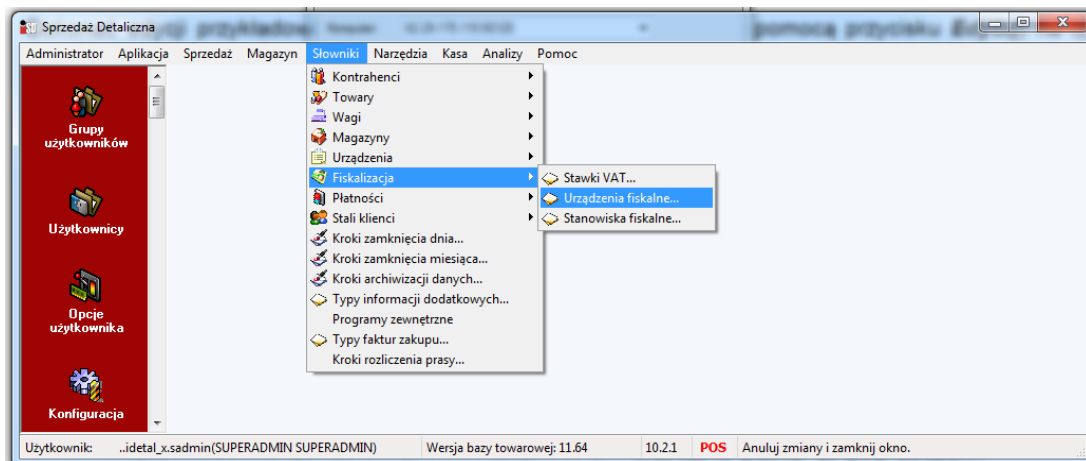 Sprzedaż Detaliczna
Administrator Aplikacja Sprzedaż Magazyn Słowniki Narzędzia Kasa Analizy Pomoc
Grupy
użytkowników
Użytkownicy
Opcje
użytkownika
Konfiguracja
Kontrahenci
Towary
Wagi
Magazyny
Urządzenia
Fiskalizacja
Płatności
Stali klienci
Kroki zamknięcia dnia...
Kroki zamknięcia miesiąca...
Kroki archiwizacji danych...
Typy informacji dodatkowych...
Programy zewnętrzne
Typy faktur zakupu...
Kroki rozliczenia prasy...
Stawki VAT...
Urządzenia fiskalne...
Stanowiska fiskalne...
Użytkownik: ..idetal_x.sadmin(SUPERADMIN SUPERADMIN) Wersja bazy towarowej: 11.64 10.2.1 POS Anuluj zmiany i zamknij okno.